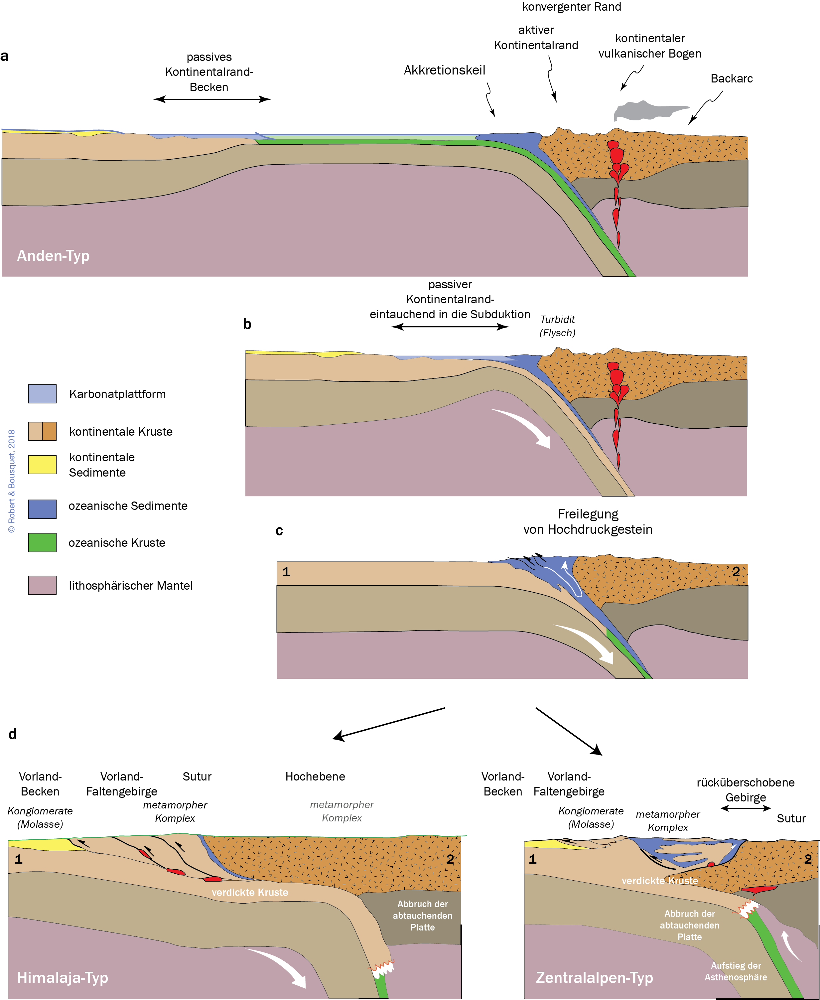 konvergenter Rand
aktiver
Kontinentalrand
kontinentaler
vulkanischer Bogen
a
passives
Kontinentalrand-
Becken
Akkretionskeil
Backarc
Anden-Typ
passiver
Kontinentalrand-
eintauchend in die Subduktion
b
Turbidit
(Flysch)
Karbonatplattform
kontinentale Kruste
kontinentale
Sedimente
ozeanische Sedimente
ozeanische Kruste
lithosphärischer Mantel
© Robert & Bousquet, 2018
Freilegung
von Hochdruckgestein
c
1
2
d
Vorland-
Becken
Vorland-
Faltengebirge
Sutur
Hochebene
Konglomerate
(Molasse)
metamorpher
Komplex
metamorpher
Komplex
1
2
verdickte Kruste
Abbruch der
abtauchenden
Platte
Himalaja-Typ
Vorland-
Becken
Vorland-
Faltengebirge
rücküberschobene
Gebirge
Konglomerate
(Molasse)
metamorpher
Komplex
Sutur
1
2
verdickte Kruste
Abbruch der
abtauchenden
Platte
Aufstieg der
Asthenosphäre
Zentralalpen-Typ